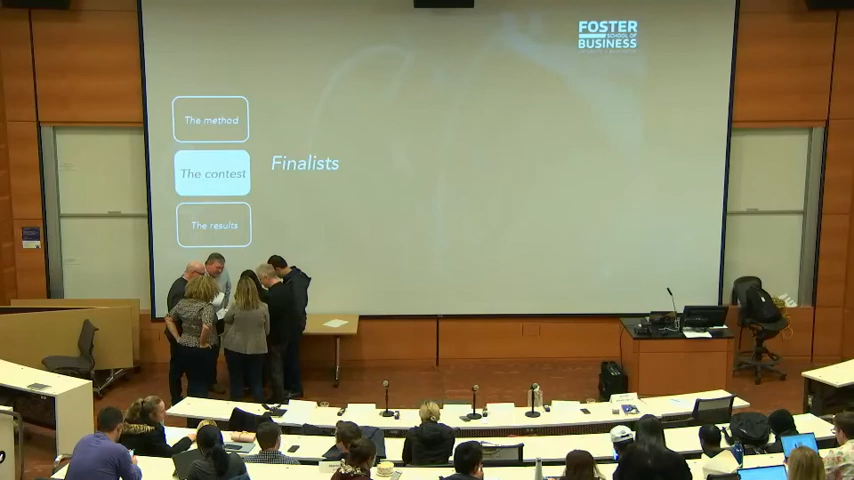 FOSTER
SCHOOL OF
BUSINESS
The method
The contest
Finalists
The results